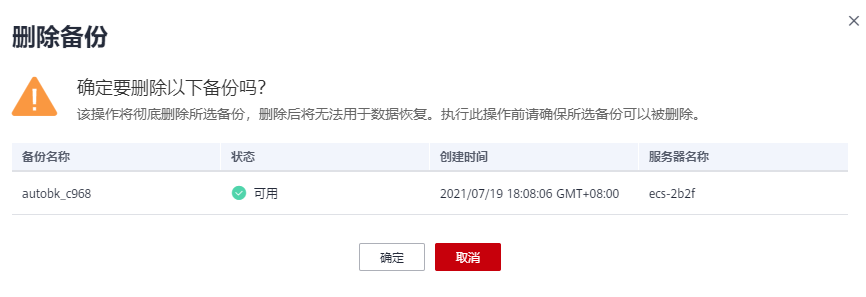 删除备份
确定要删除以下备份吗?
该操作将彻底删除所选备份，删除后将无法用于数据恢复。执行此操作前请确保所选备份可以被删除。
备份名称 状态 创建时间 服务器名称
autobk_c968 可用 2021/07/19 18:08:06 GMT+08:00 ecs-2b2f
确定 取消